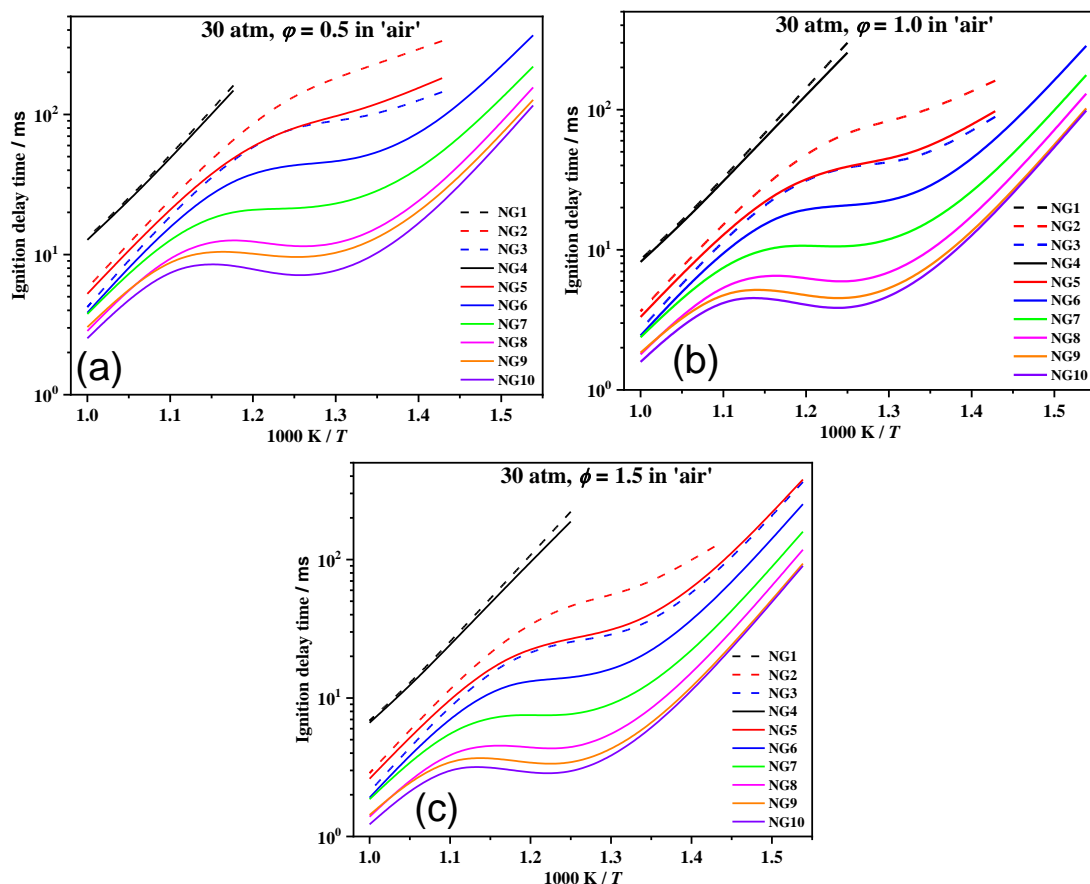 30 atm, φ = 0.5 in 'air'
Ignition delay time / ms
10²
10¹
10⁰
NG1
NG2
NG3
NG4
NG5
NG6
NG7
NG8
NG9
NG10
(a)
1.0 1.1 1.2 1.3 1.4 1.5
1000 K / T
30 atm, φ = 1.0 in 'air'
Ignition delay time / ms
10²
10¹
10⁰
NG1
NG2
NG3
NG4
NG5
NG6
NG7
NG8
NG9
NG10
(b)
1.0 1.1 1.2 1.3 1.4 1.5
1000 K / T
30 atm, ϕ = 1.5 in 'air'
Ignition delay time / ms
10²
10¹
10⁰
NG1
NG2
NG3
NG4
NG5
NG6
NG7
NG8
NG9
NG10
(c)
1.0 1.1 1.2 1.3 1.4 1.5
1000 K / T